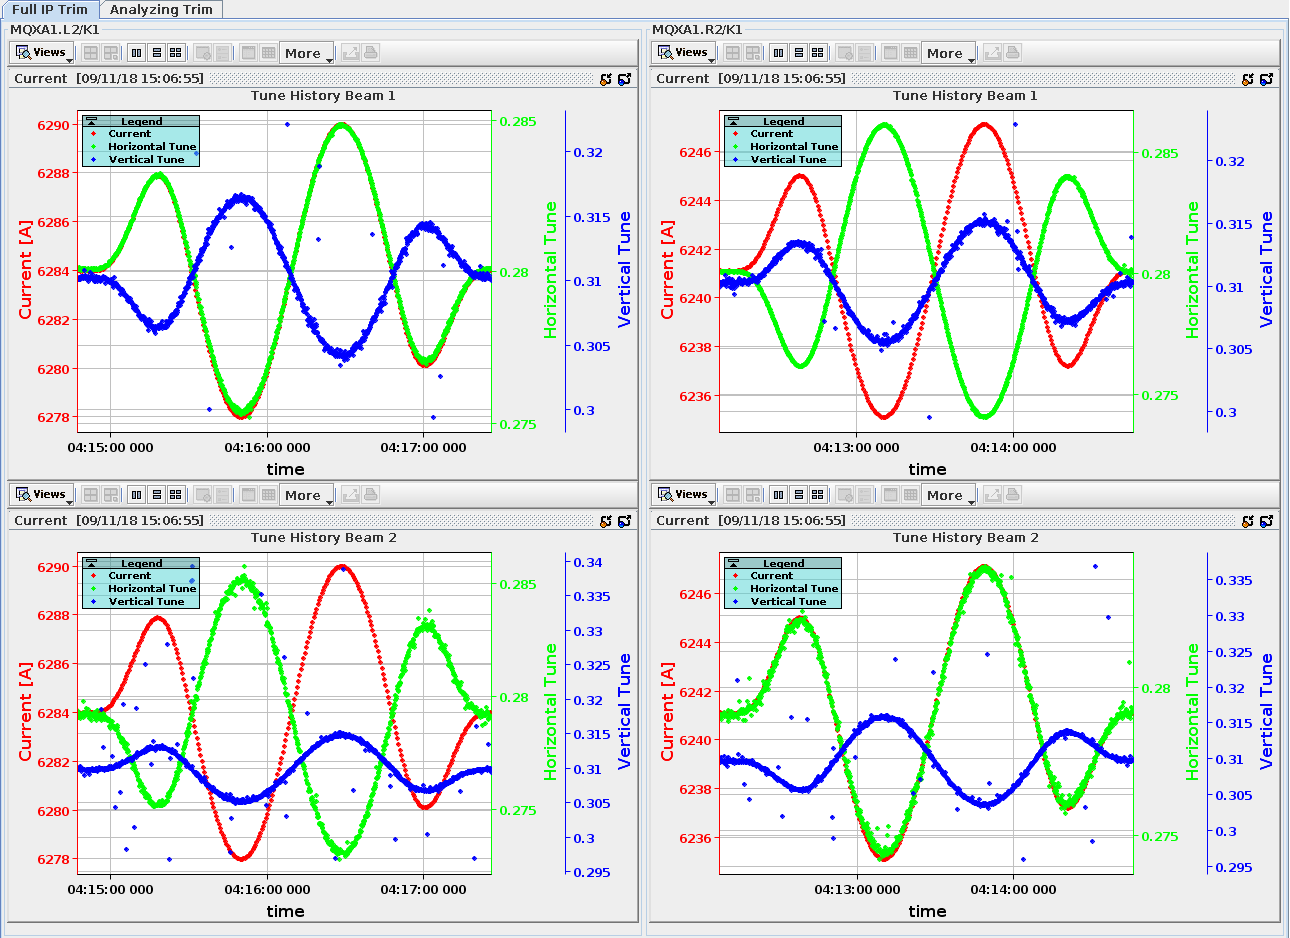 Full IP Trim
Analyzing Trim
MQXA1.L2/K1
Views
More
Current [09/11/18 15:06:55]
Tune History Beam 1
Legend
Current
Horizontal Tune
Vertical Tune
Current [A]
6290
6288
6286
6284
6282
6280
6278
Horizontal Tune
0.285
0.28
0.275
Vertical Tune
0.32
0.315
0.31
0.305
0.3
04:15:00 000
04:16:00 000
04:17:00 000
time
MQXA1.R2/K1
Views
More
Current [09/11/18 15:06:55]
Tune History Beam 1
Legend
Current
Horizontal Tune
Vertical Tune
Current [A]
6246
6244
6242
6240
6238
6236
Horizontal Tune
0.285
0.28
0.275
Vertical Tune
0.32
0.315
0.31
0.305
0.3
04:13:00 000
04:14:00 000
time
Views
More
Current [09/11/18 15:06:55]
Tune History Beam 2
Legend
Current
Horizontal Tune
Vertical Tune
Current [A]
6290
6288
6286
6284
6282
6280
6278
Horizontal Tune
0.285
0.28
0.275
Vertical Tune
0.34
0.335
0.33
0.325
0.32
0.315
0.31
0.305
0.3
0.295
04:15:00 000
04:16:00 000
04:17:00 000
time
Views
More
Current [09/11/18 15:06:55]
Tune History Beam 2
Legend
Current
Horizontal Tune
Vertical Tune
Current [A]
6246
6244
6242
6240
6238
6236
Horizontal Tune
0.28
0.275
Vertical Tune
0.335
0.33
0.325
0.32
0.315
0.31
0.305
0.3
0.295
04:13:00 000
04:14:00 000
time